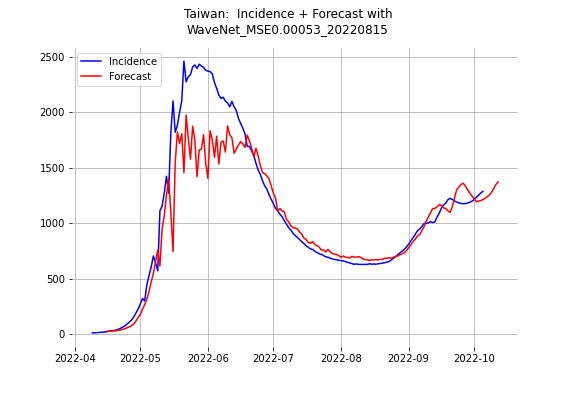 Taiwan:  Incidence + Forecast with
WaveNet_MSE0.00053_20220815
Incidence
Forecast
2500
2000
1500
1000
500
0
2022-04 2022-05 2022-06 2022-07 2022-08 2022-09 2022-10